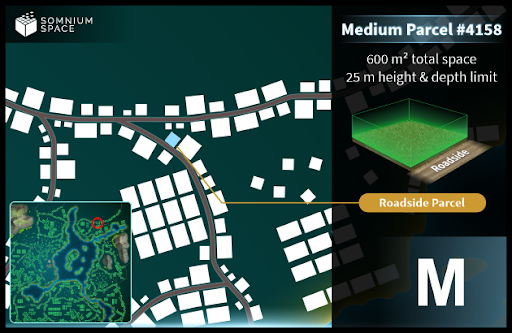 SOMNIUM
SPACE
Medium Parcel #4158
600 m² total space
25 m height & depth limit
Roadside
Roadside Parcel
M